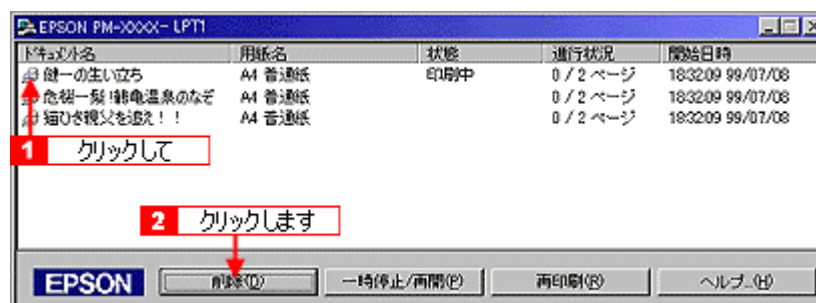 EPSON PM-XXXX- LPT1
ドキュメント名 用紙名 状態 進行状況 開始日時
健一の生い立ち A4 普通紙 印刷中 0 / 2 ページ 18:32:09 99/07/08
危機一髪!鶴亀温泉のなぞ A4 普通紙 0 / 2 ページ 18:32:09 99/07/08
猫ひき親父を追え!! A4 普通紙 0 / 2 ページ 18:32:09 99/07/08
1 クリックして
2 クリックします
EPSON 削除(D) 一時停止/再開(P) 再印刷(R) ヘルプ...(H)